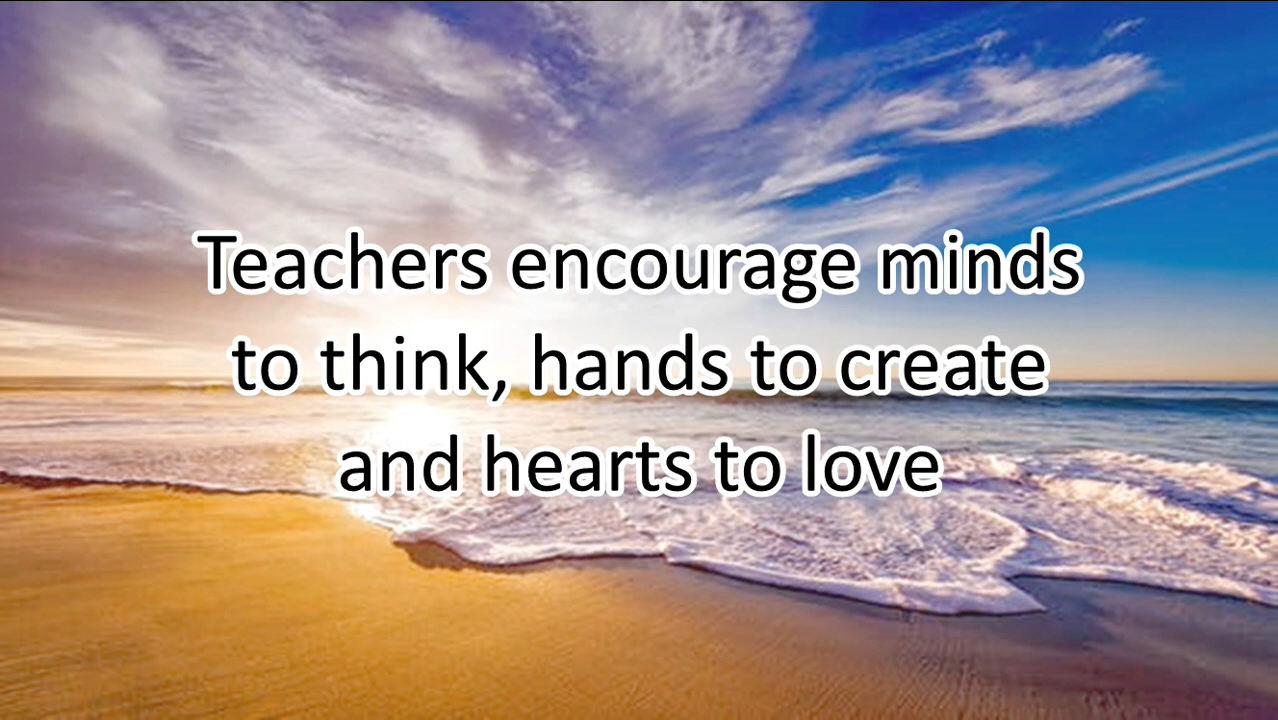 Teachers encourage minds
to think, hands to create
and hearts to love